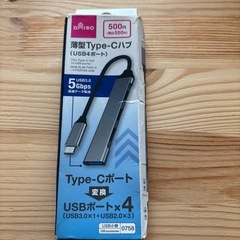 DAISO
500円
(税込550円)
薄型Type-Cハブ
(USB4ポート)
USB3.0
5Gbps
Type-Cポート
変換
USBポート×4
(USB3.0×1+USB2.0×3)
0758